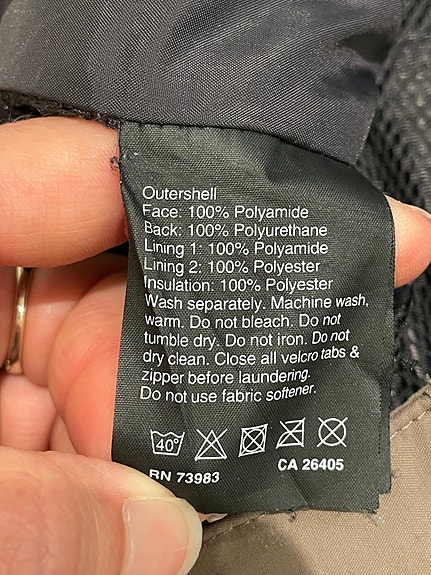 Outershell
Face: 100% Polyamide
Back: 100% Polyurethane
Lining 1: 100% Polyamide
Lining 2: 100% Polyester
Insulation: 100% Polyester
Wash separately. Machine wash,
warm. Do not bleach. Do not
tumble dry. Do not iron. Do not
dry clean. Close all velcro tabs &
zipper before laundering.
Do not use fabric softener.
40°
RN 73983 CA 26405